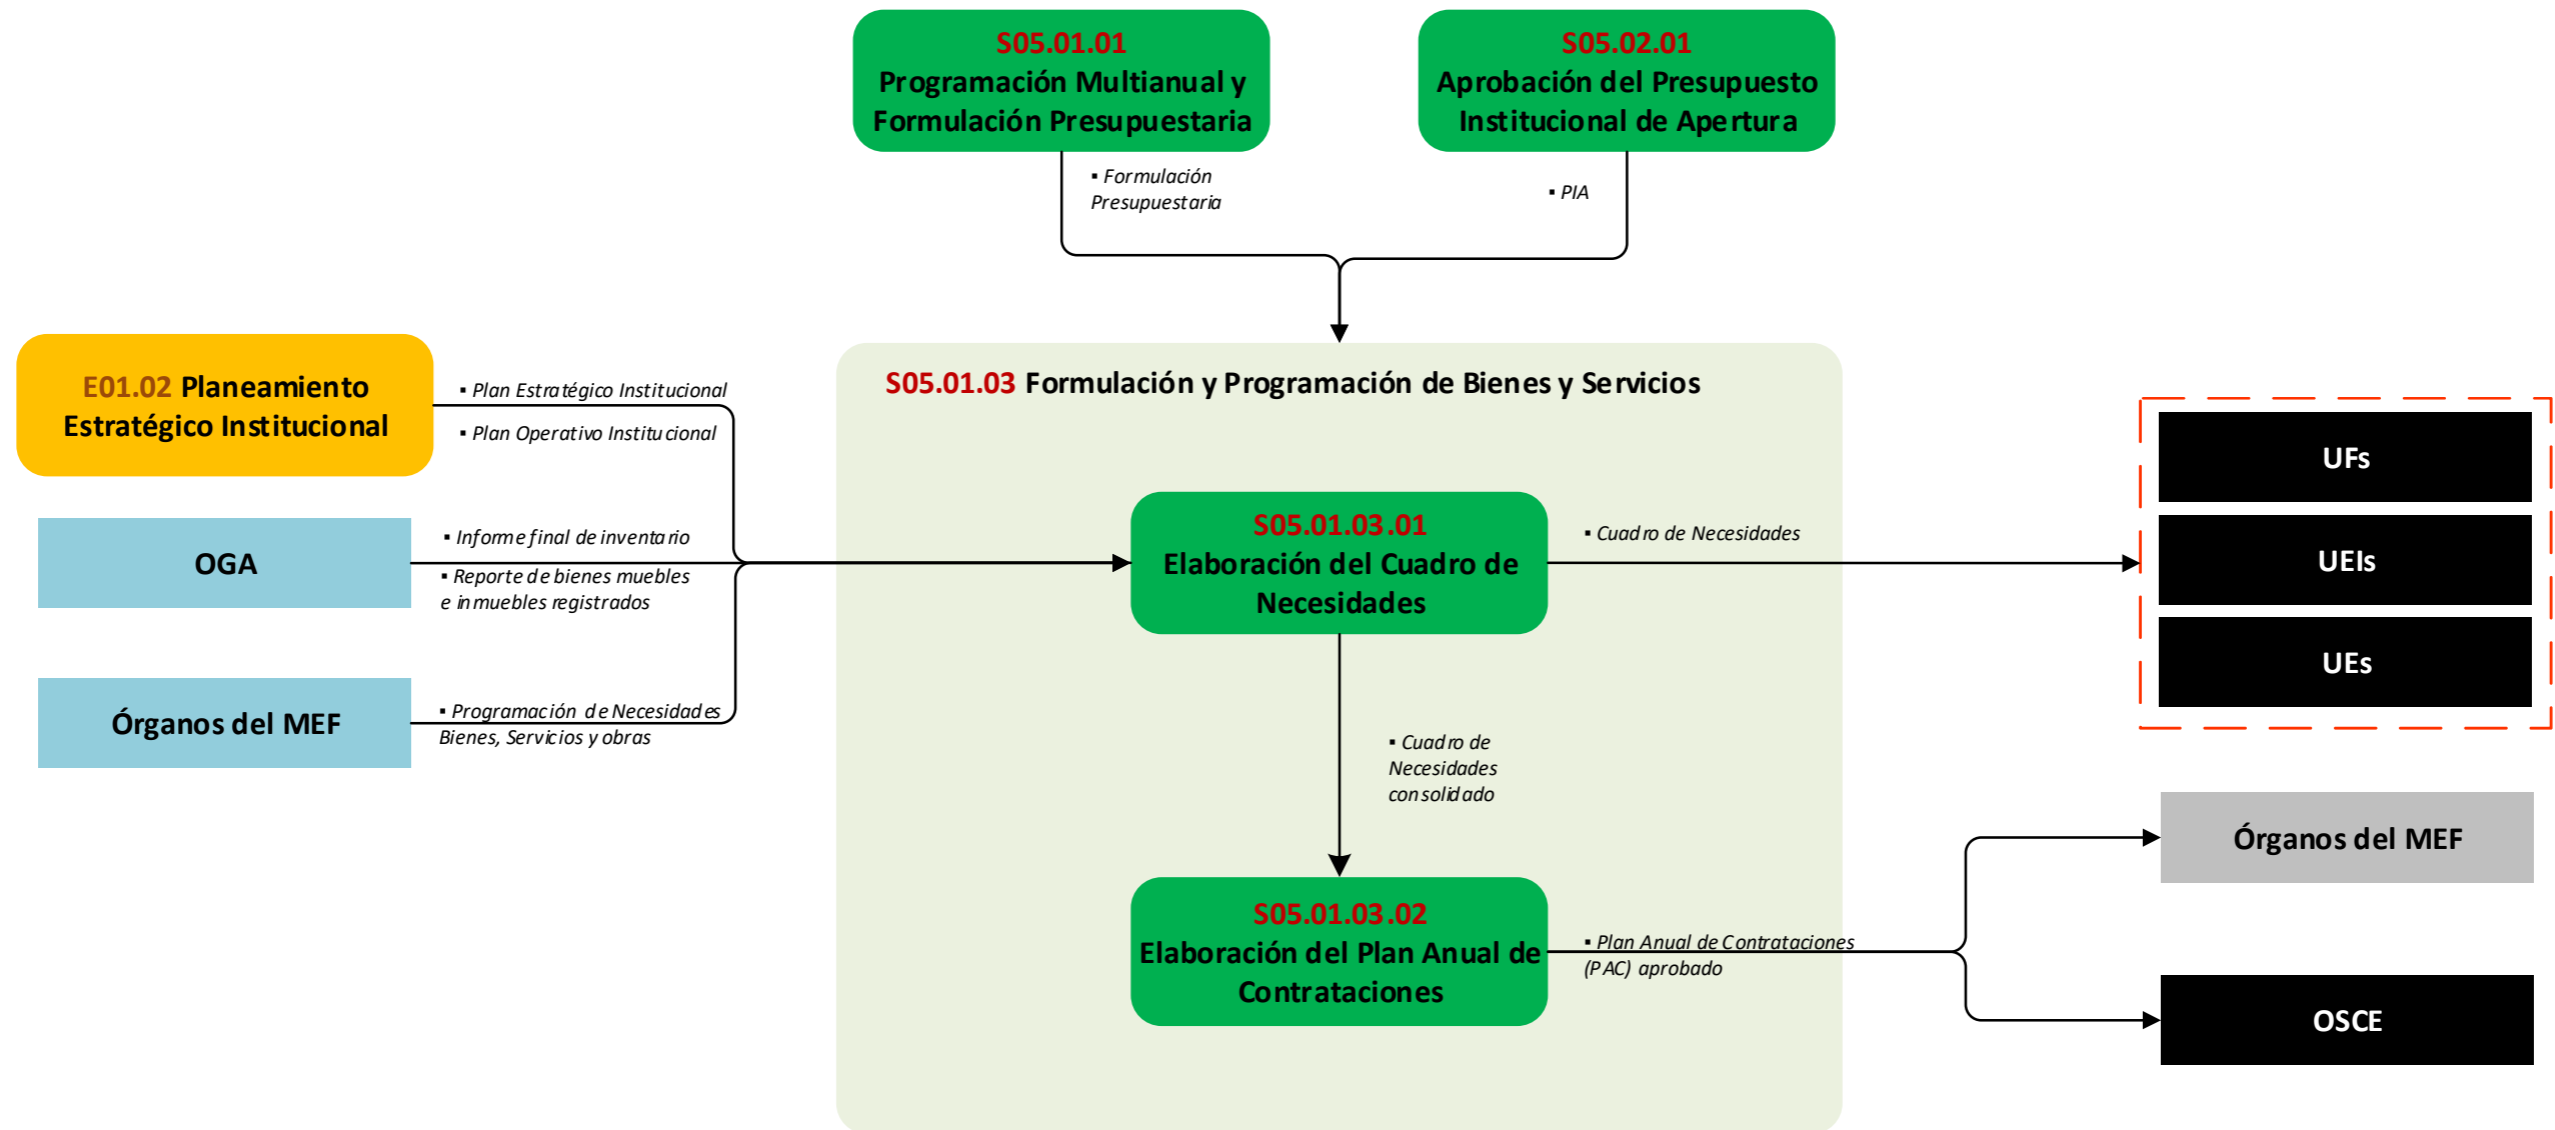 S05.01.01
Programación Multianual y
Formulación Presupuestaria
S05.02.01
Aprobación del Presupuesto
Institucional de Apertura
▪ Formulación
Presupuestaria
▪ PIA
E01.02 Planeamiento
Estratégico Institucional
▪ Plan Estratégico Institucional
▪ Plan Operativo Institucional
S05.01.03 Formulación y Programación de Bienes y Servicios
OGA
▪ Informe final de inventario
▪ Reporte de bienes muebles
e inmuebles registrados
S05.01.03.01
Elaboración del Cuadro de
Necesidades
▪ Cuadro de Necesidades
UFs
UEIs
UEs
Órganos del MEF
▪ Programación de Necesidades
Bienes, Servicios y obras
▪ Cuadro de
Necesidades
consolidado
S05.01.03.02
Elaboración del Plan Anual de
Contrataciones
▪ Plan Anual de Contrataciones
(PAC) aprobado
Órganos del MEF
OSCE